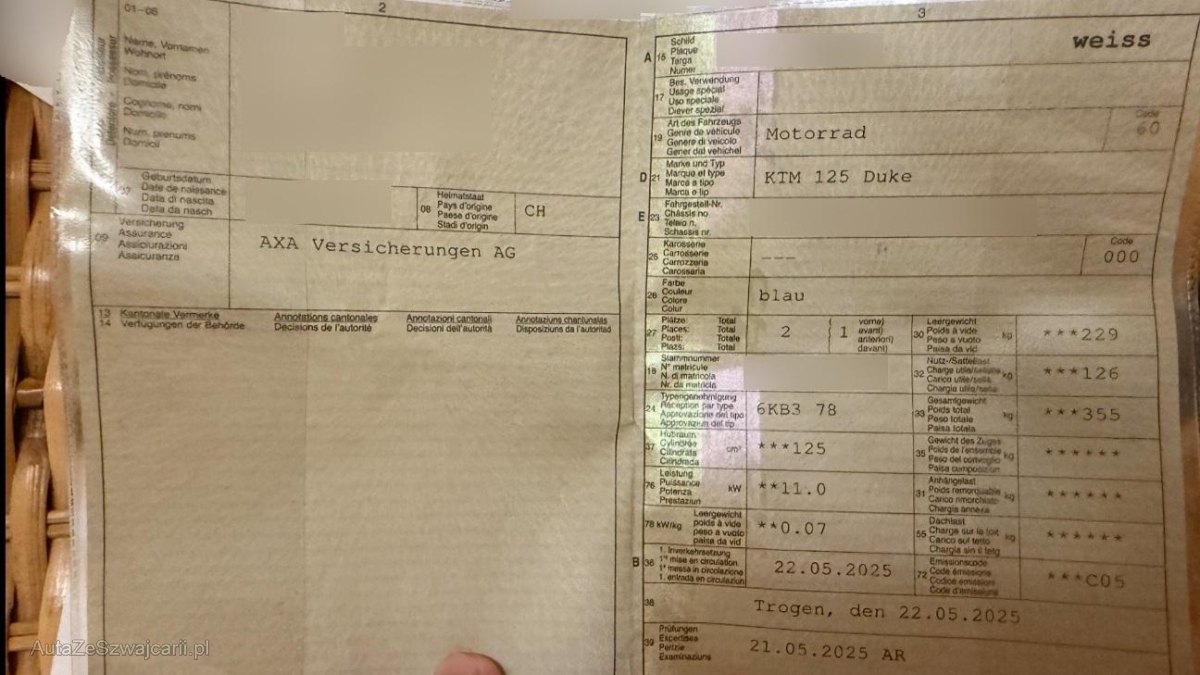 2
01-06
Name, Vornamen
Wohnort
Nom, prénoms
Domicile
Cognome, nomi
Domicilio
Num, prenums
Domicil
07
Geburtsdatum
Date de naissance
Data di nascita
Data da nasch
08
Heimatstaat
Pays d'origine
Paese d'origine
Stadi d'origin
CH
09
Versicherung
Assurance
Assicurazioni
Assicuranza
AXA Versicherungen AG
13 Kantonale Vermerke Annotations cantonales Annotazioni cantonali Annotaziuns chantunalas
14 Verfügungen der Behörde Décisions de l'autorité Decisioni dell'autorità Disposiziuns da l'autoritad
3
A 15
Schild
Plaque
Targa
Numer
weiss
17
Bes. Verwendung
Usage spécial
Uso speciale
Diever spezial
19
Art des Fahrzeugs
Genre de véhicule
Genere di veicolo
Gener dal vehichel
Motorrad
Code
60
D 21
Marke und Typ
Marque et type
Marca e tipo
Marca e tip
KTM 125 Duke
E 23
Fahrgestell-Nr.
Châssis no
Telaio n.
Schassis nr.
25
Karosserie
Carrosserie
Carrozzeria
Carossaria
---
Code
000
26
Farbe
Couleur
Colore
Colur
blau
27
Plätze: Total
Places: Total
Posti: Totale
Plazs: Total
2
1
vorne)
avant)
anteriori)
davant)
30
Leergewicht
Poids à vide
Peso a vuoto
Paisa da vid
kg
***229
18
Stammnummer
N° matricule
N. di matricola
Nr. da matricla
32
Nutz-/Sattellast
Charge utile/sellette
Carico utile/sella
Chargia utila/sella
kg
***126
24
Typengenehmigung
Réception par type
Approvazione del tipo
Approvaziun dal tip
6KB3 78
33
Gesamtgewicht
Poids total
Peso totale
Paisa totala
kg
***355
37
Hubraum
Cylindrée
Cilindrata
Cilindrada
cm³
***125
35
Gewicht des Zuges
Poids de l'ensemble
Peso del convoglio
Paisa cumposiziun
kg
******
76
Leistung
Puissance
Potenza
Prestaziun
kW
**11.0
31
Anhängelast
Poids remorquable
Carico rimorchiato
Chargia annexa
kg
******
78 kW/kg
Leergewicht
poids à vide
peso a vuoto
paisa da vid
**0.07
55
Dachlast
Charge sur le toit
Carico sul tetto
Chargia sin il tetg
kg
******
B 36
1. Inverkehrsetzung
1re mise en circulation
1a messa in circolazione
1. entrada en circulaziun
22.05.2025
72
Emissionscode
Code émissions
Codice emissioni
Code d'emissiuns
***C05
38
Trogen, den 22.05.2025
39
Prüfungen
Expertises
Perizie
Examinaziuns
21.05.2025 AR
AutaZeSzwajcarii.pl